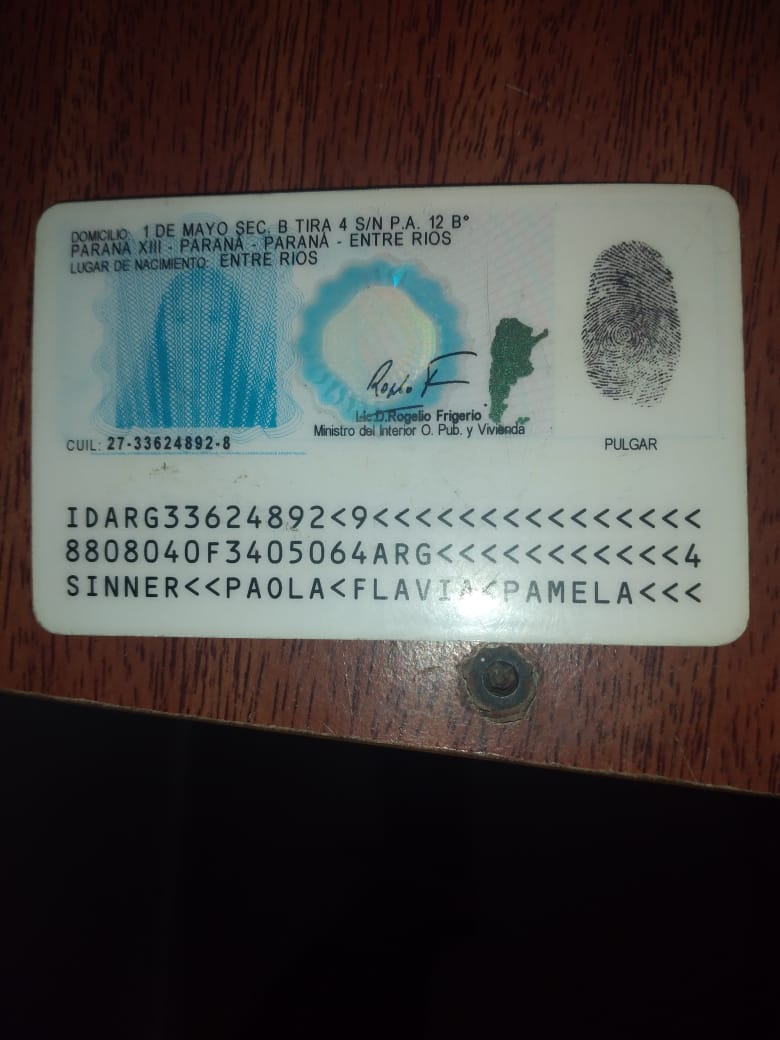 DOMICILIO: 1 DE MAYO SEC. B TIRA 4 S/N P.A. 12 B°
PARANA XIII - PARANÁ - PARANÁ - ENTRE RIOS
LUGAR DE NACIMIENTO: ENTRE RIOS
Lic.D.Rogelio Frigerio
Ministro del Interior O. Pub. y Vivienda
CUIL: 27-33624892-8
PULGAR
IDARG33624892<9<<<<<<<<<<<<<<<
8808040F3405064ARG<<<<<<<<<<<4
SINNER<<PAOLA<FLAVIA<PAMELA<<<